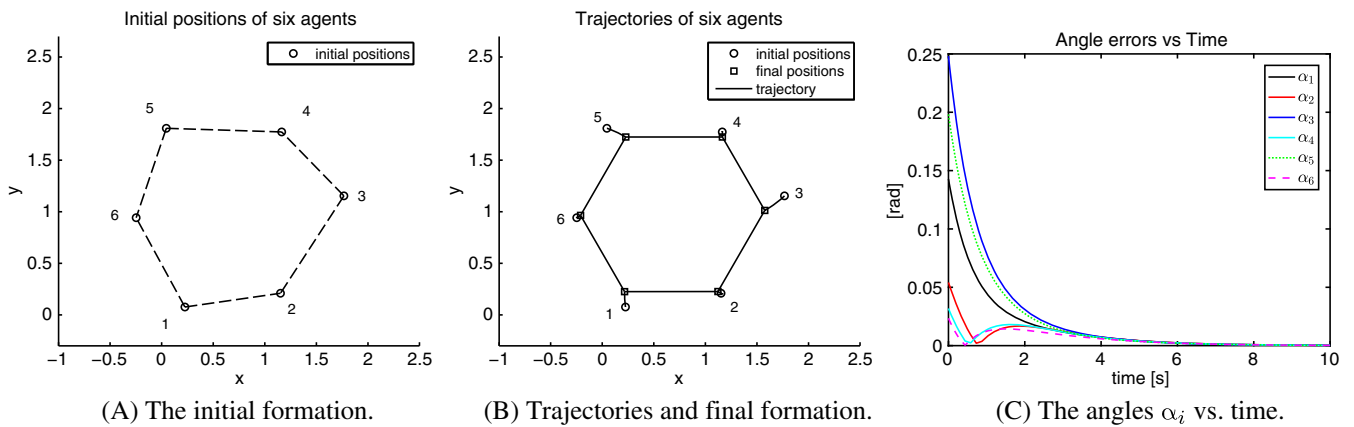 Initial positions of six agents
initial positions
2.5
2
1.5
1
0.5
0
y
5
4
3
6
2
1
−1 −0.5 0 0.5 1 1.5 2 2.5
x
(A) The initial formation.
Trajectories of six agents
initial positions
final positions
trajectory
2.5
2
1.5
1
0.5
0
y
5
4
3
6
1
2
−1 −0.5 0 0.5 1 1.5 2 2.5
x
(B) Trajectories and final formation.
Angle errors vs Time
0.25
0.2
0.15
0.1
0.05
0
[rad]
α1
α2
α3
α4
α5
α6
0 2 4 6 8 10
time [s]
(C) The angles αi vs. time.